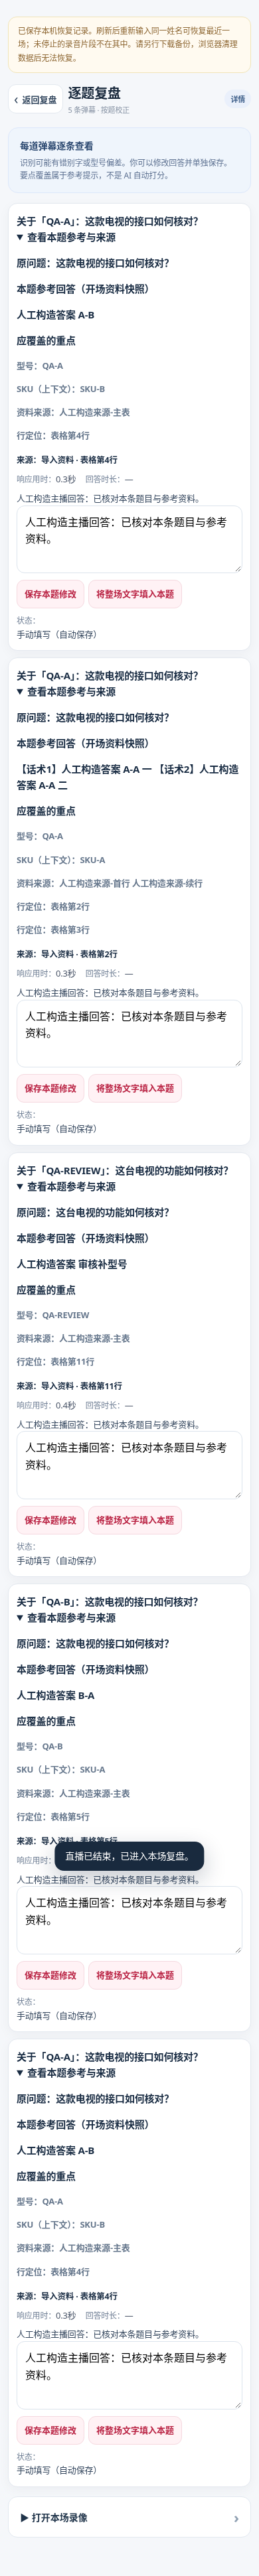 已保存本机恢复记录。刷新后重新输入同一姓名可恢复最近一
场；未停止的录音片段不在其中。请另行下载备份，浏览器清理
数据后无法恢复。
‹ 返回复盘
逐题复盘
5 条弹幕 · 按题校正
详情
每道弹幕逐条查看
识别可能有错别字或型号偏差。你可以修改回答并单独保存。
要点覆盖属于参考提示，不是 AI 自动打分。
关于「QA-A」：这款电视的接口如何核对？
▼ 查看本题参考与来源
原问题：这款电视的接口如何核对？
本题参考回答（开场资料快照）
人工构造答案 A-B
应覆盖的重点
型号：QA-A
SKU（上下文）：SKU-B
资料来源：人工构造来源-主表
行定位：表格第4行
来源：导入资料 · 表格第4行
响应用时：0.3秒 回答时长：—
人工构造主播回答：已核对本条题目与参考资料。
人工构造主播回答：已核对本条题目与参考
资料。
保存本题修改 将整场文字填入本题
状态：
手动填写（自动保存）
关于「QA-A」：这款电视的接口如何核对？
▼ 查看本题参考与来源
原问题：这款电视的接口如何核对？
本题参考回答（开场资料快照）
【话术1】人工构造答案 A-A 一 【话术2】人工构造
答案 A-A 二
应覆盖的重点
型号：QA-A
SKU（上下文）：SKU-A
资料来源：人工构造来源-首行 人工构造来源-续行
行定位：表格第2行
行定位：表格第3行
来源：导入资料 · 表格第2行
响应用时：0.3秒 回答时长：—
人工构造主播回答：已核对本条题目与参考资料。
人工构造主播回答：已核对本条题目与参考
资料。
保存本题修改 将整场文字填入本题
状态：
手动填写（自动保存）
关于「QA-REVIEW」：这台电视的功能如何核对？
▼ 查看本题参考与来源
原问题：这台电视的功能如何核对？
本题参考回答（开场资料快照）
人工构造答案 审核补型号
应覆盖的重点
型号：QA-REVIEW
资料来源：人工构造来源-主表
行定位：表格第11行
来源：导入资料 · 表格第11行
响应用时：0.4秒 回答时长：—
人工构造主播回答：已核对本条题目与参考资料。
人工构造主播回答：已核对本条题目与参考
资料。
保存本题修改 将整场文字填入本题
状态：
手动填写（自动保存）
关于「QA-B」：这款电视的接口如何核对？
▼ 查看本题参考与来源
原问题：这款电视的接口如何核对？
本题参考回答（开场资料快照）
人工构造答案 B-A
应覆盖的重点
型号：QA-B
SKU（上下文）：SKU-A
资料来源：人工构造来源-主表
行定位：表格第5行
来源：导入资料 · 表格第5行
响应用时：
直播已结束，已进入本场复盘。
人工构造主播回答：已核对本条题目与参考资料。
人工构造主播回答：已核对本条题目与参考
资料。
保存本题修改 将整场文字填入本题
状态：
手动填写（自动保存）
关于「QA-A」：这款电视的接口如何核对？
▼ 查看本题参考与来源
原问题：这款电视的接口如何核对？
本题参考回答（开场资料快照）
人工构造答案 A-B
应覆盖的重点
型号：QA-A
SKU（上下文）：SKU-B
资料来源：人工构造来源-主表
行定位：表格第4行
来源：导入资料 · 表格第4行
响应用时：0.3秒 回答时长：—
人工构造主播回答：已核对本条题目与参考资料。
人工构造主播回答：已核对本条题目与参考
资料。
保存本题修改 将整场文字填入本题
状态：
手动填写（自动保存）
▶ 打开本场录像 ›